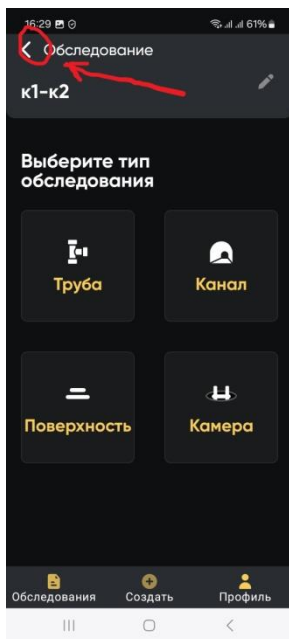 16:29 61%
Обследование
к1-к2
Выберите тип
обследования
Труба
Канал
Поверхность
Камера
Обследования Создать Профиль